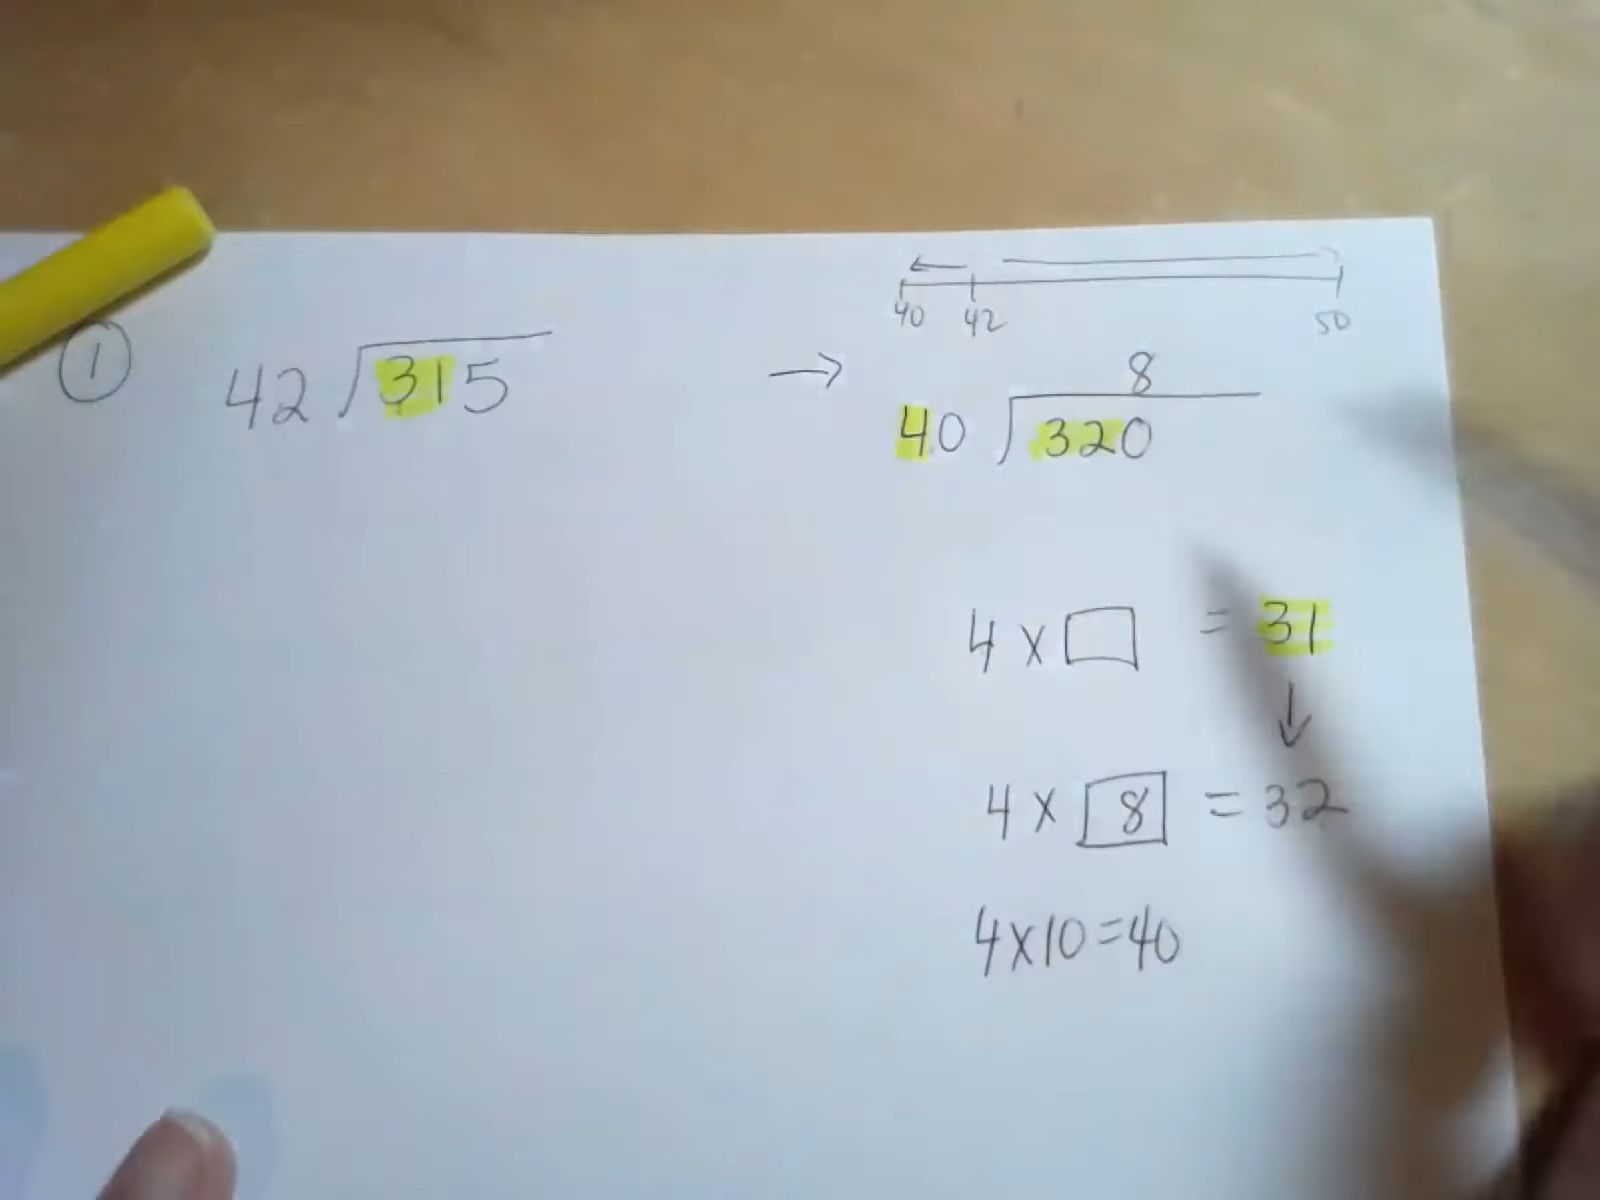 40 42 50
① 42 ⟌ 315 → 8
40 ⟌ 320
4 x □ = 31
↓
4 x 8 = 32
4x10=40